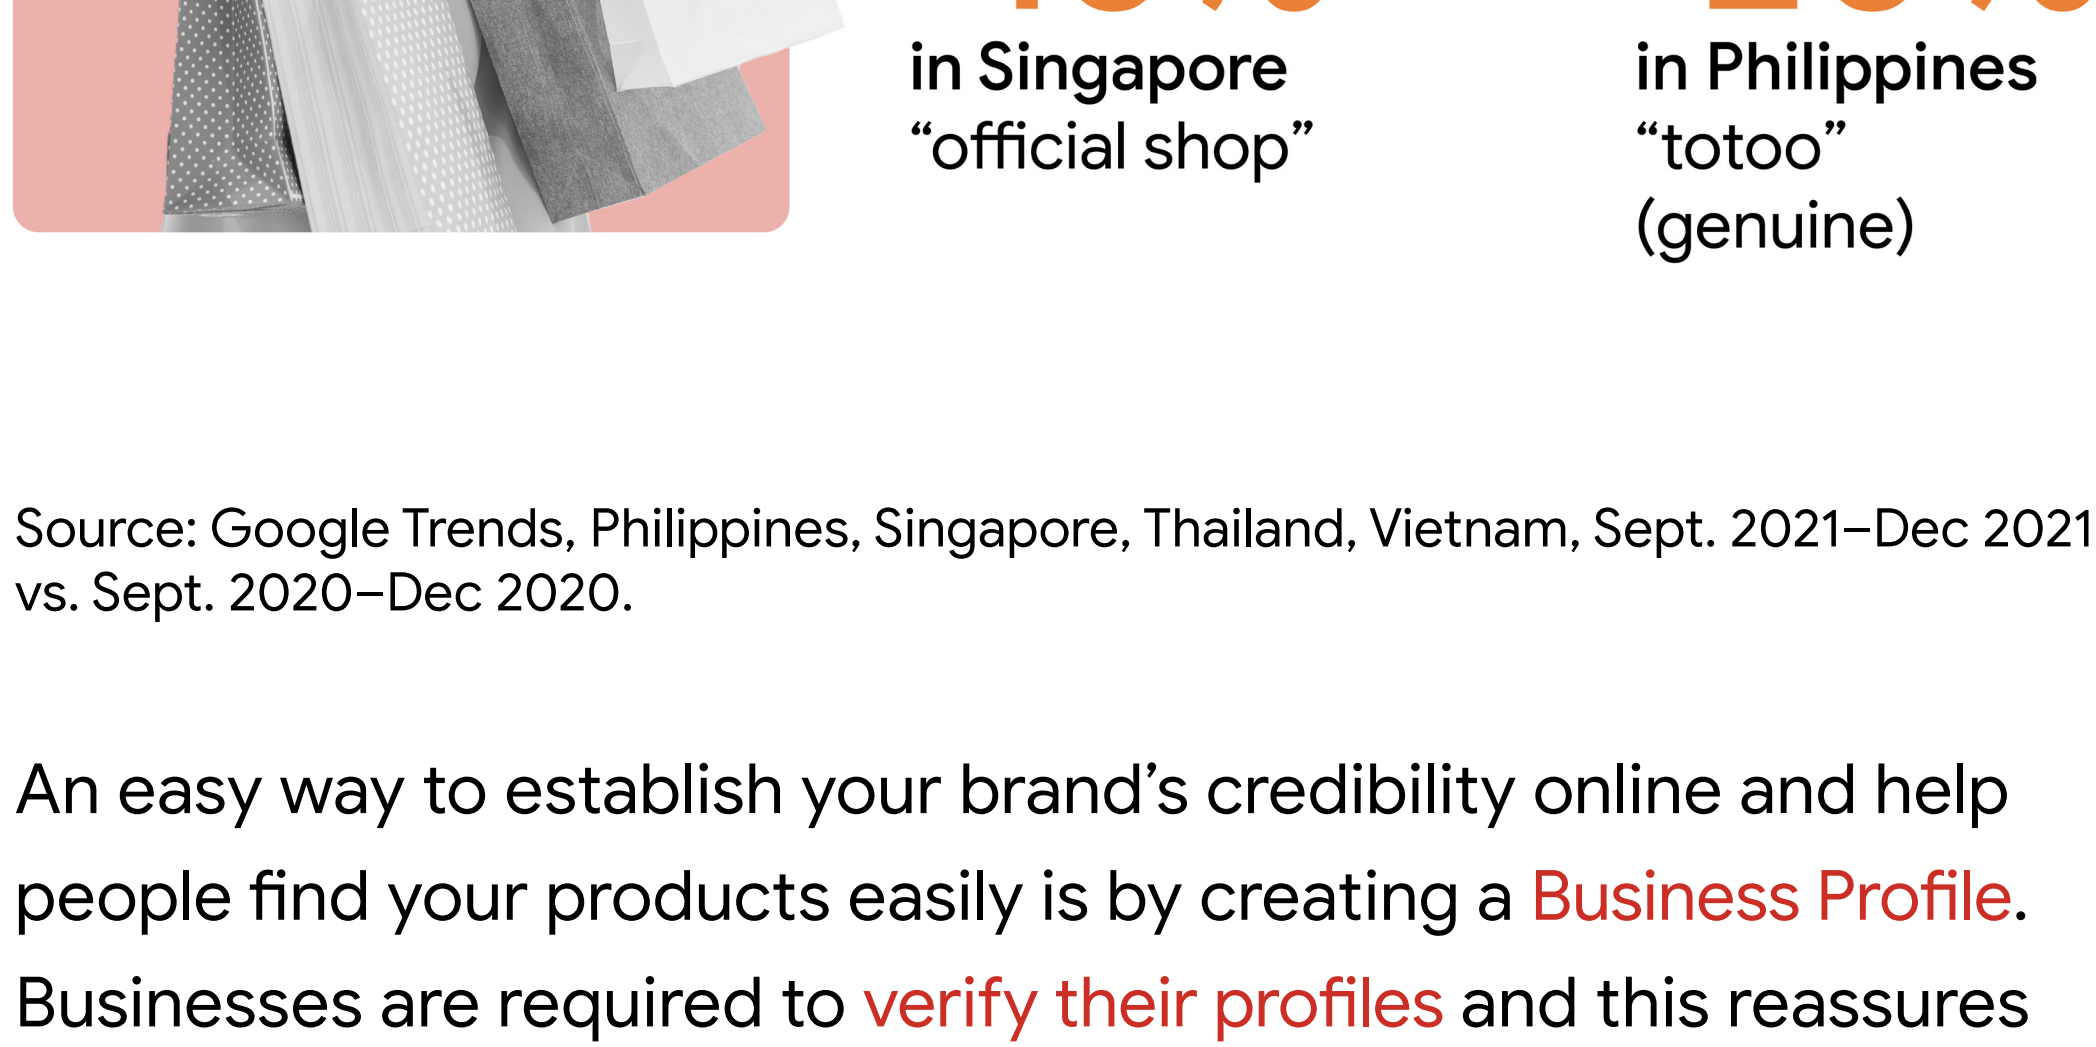 in Singapore
“official shop”
in Philippines
“totoo”
(genuine)
Source: Google Trends, Philippines, Singapore, Thailand, Vietnam, Sept. 2021–Dec 2021
vs. Sept. 2020–Dec 2020.
An easy way to establish your brand’s credibility online and help
people find your products easily is by creating a Business Profile.
Businesses are required to verify their profiles and this reassures